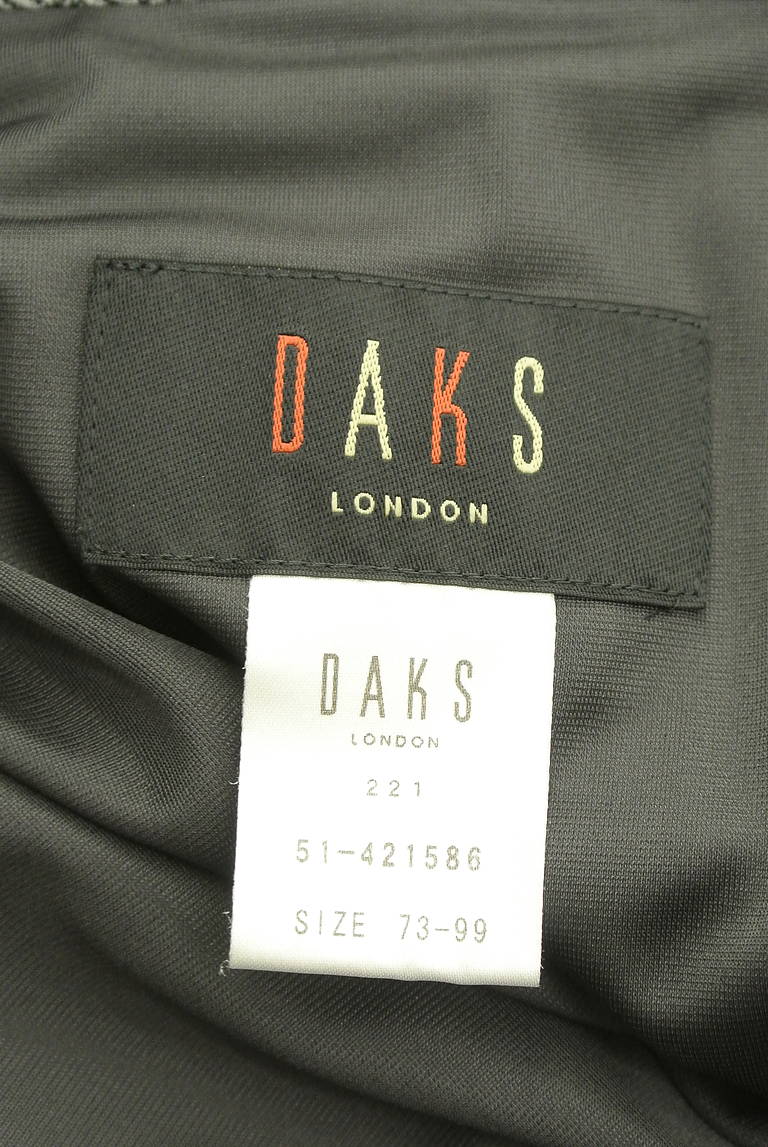 DAKS
LONDON
DAKS
LONDON
221
51-421586
SIZE 73-99